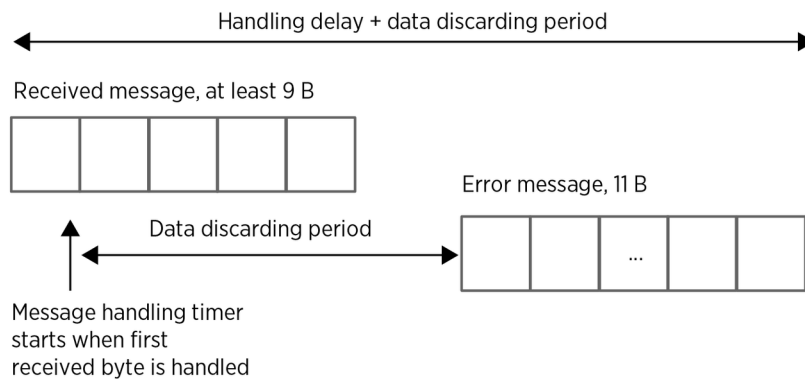 Handling delay + data discarding period
Received message, at least 9 B
Error message, 11 B
Data discarding period
...
Message handling timer
starts when first
received byte is handled